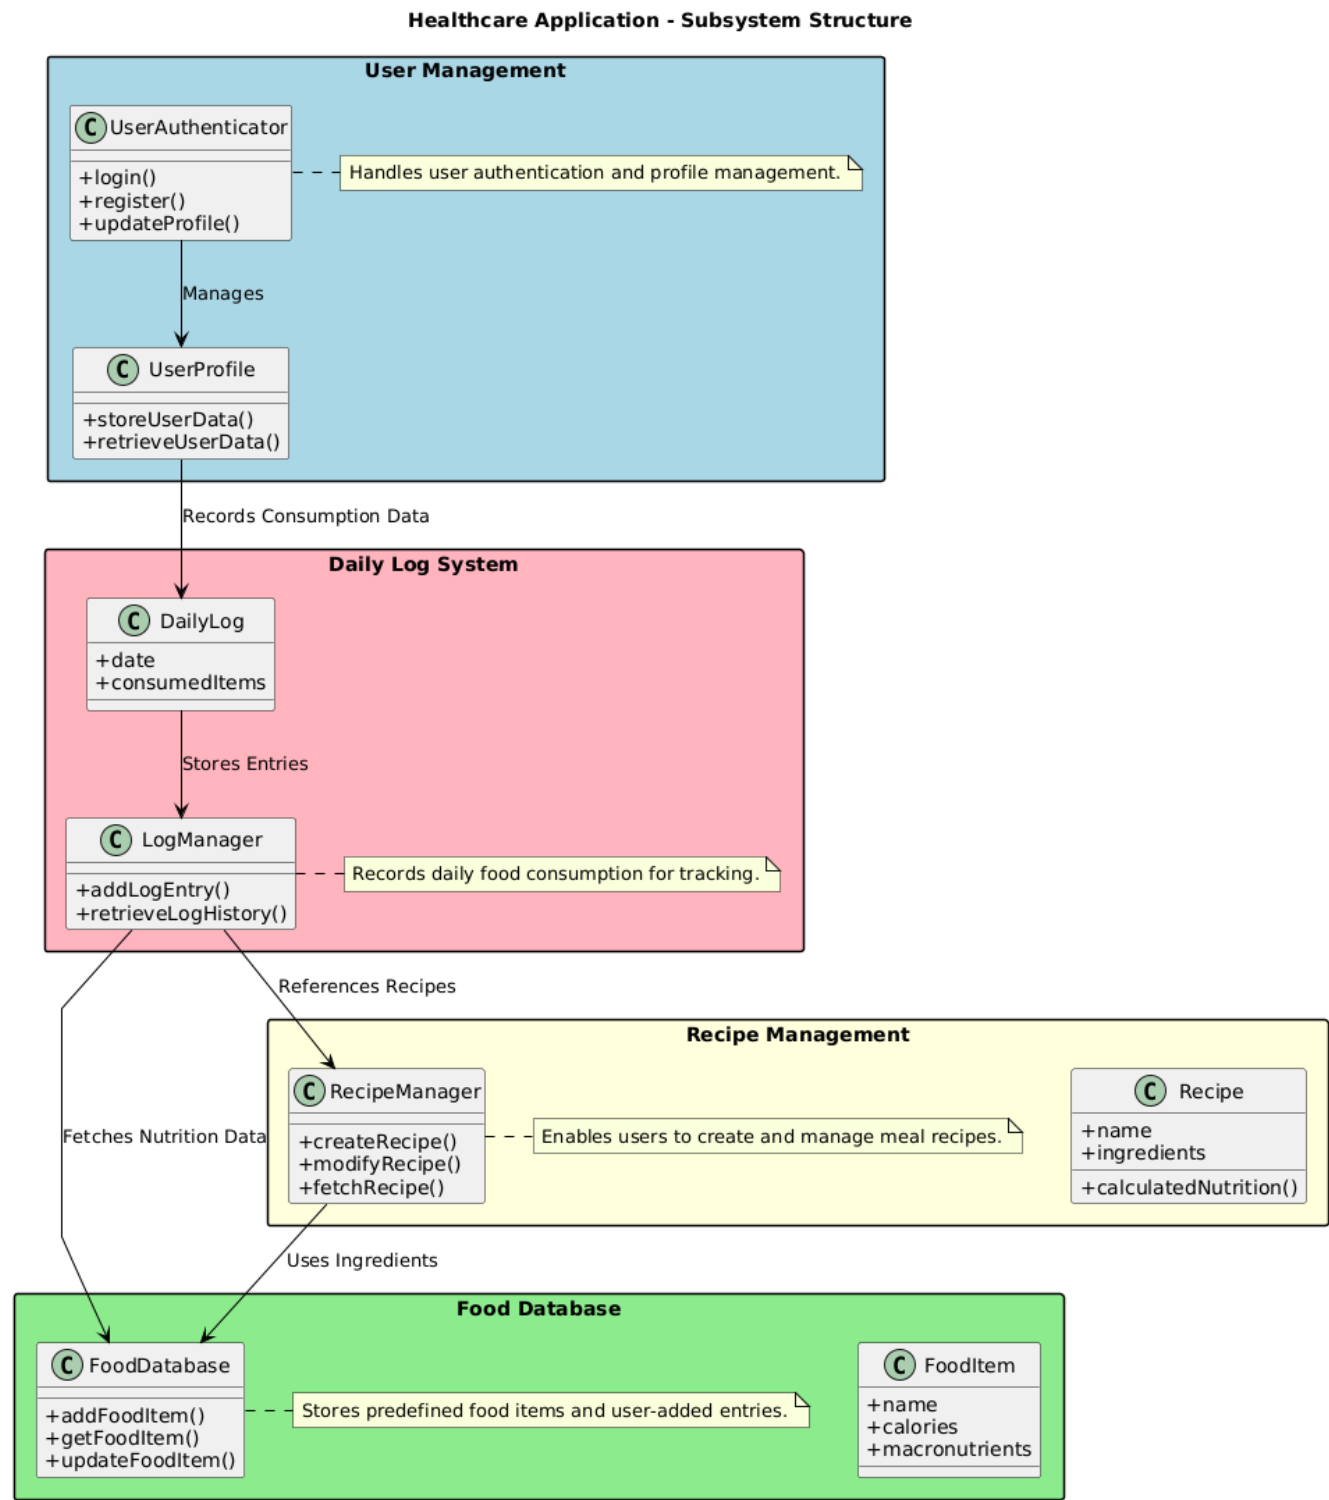 Healthcare Application - Subsystem Structure
User Management
C UserAuthenticator
+login()
+register()
+updateProfile()
Handles user authentication and profile management.
Manages
C UserProfile
+storeUserData()
+retrieveUserData()
Records Consumption Data
Daily Log System
C DailyLog
+date
+consumedItems
Stores Entries
C LogManager
+addLogEntry()
+retrieveLogHistory()
Records daily food consumption for tracking.
References Recipes
Recipe Management
C RecipeManager
+createRecipe()
+modifyRecipe()
+fetchRecipe()
Enables users to create and manage meal recipes.
C Recipe
+name
+ingredients
+calculatedNutrition()
Fetches Nutrition Data
Uses Ingredients
Food Database
C FoodDatabase
+addFoodItem()
+getFoodItem()
+updateFoodItem()
Stores predefined food items and user-added entries.
C FoodItem
+name
+calories
+macronutrients